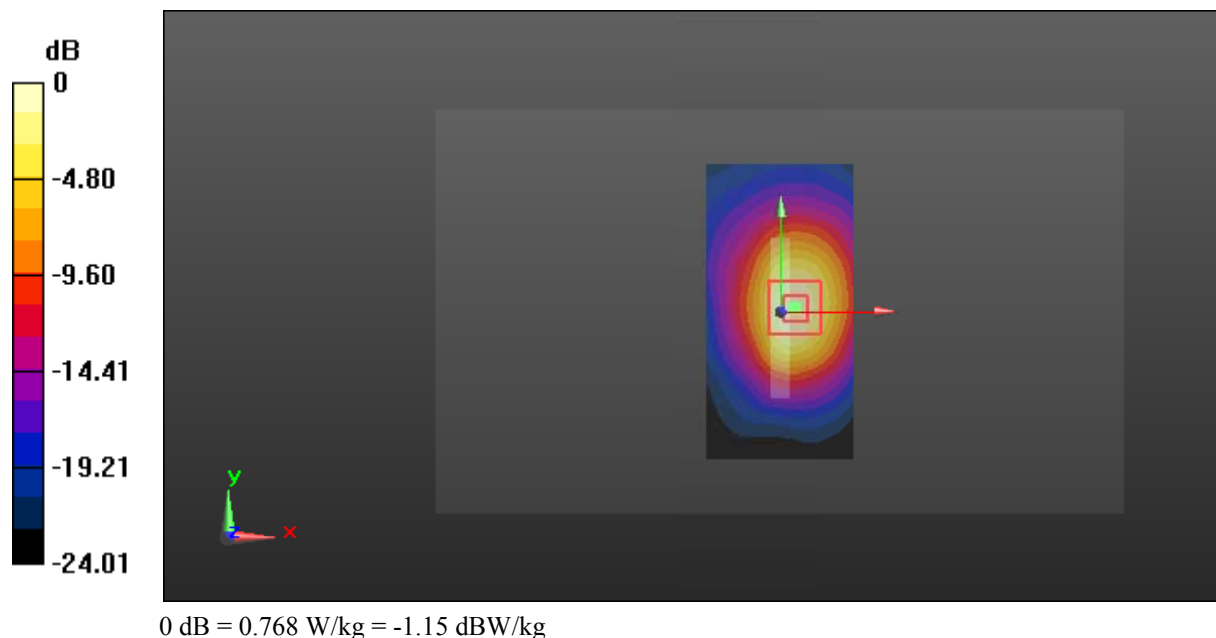 dB
0
-4.80
-9.60
-14.41
-19.21
-24.01
y
z
x
0 dB = 0.768 W/kg = -1.15 dBW/kg